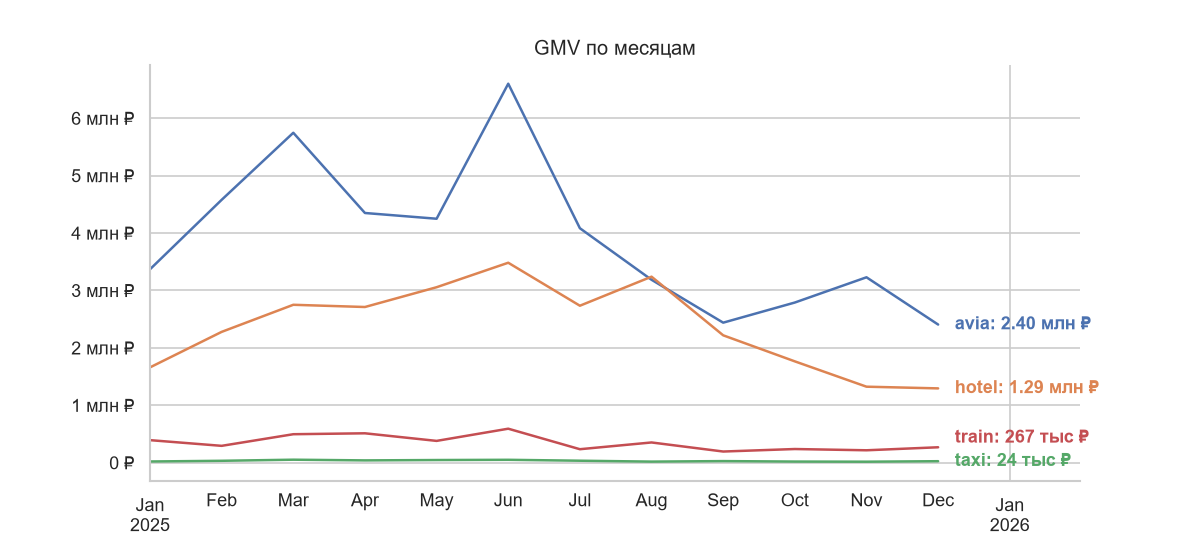 GMV по месяцам
6 млн ₽
5 млн ₽
4 млн ₽
3 млн ₽
2 млн ₽
1 млн ₽
0 ₽
avia: 2.40 млн ₽
hotel: 1.29 млн ₽
train: 267 тыс ₽
taxi: 24 тыс ₽
Jan Feb Mar Apr May Jun Jul Aug Sep Oct Nov Dec Jan
2025 2026